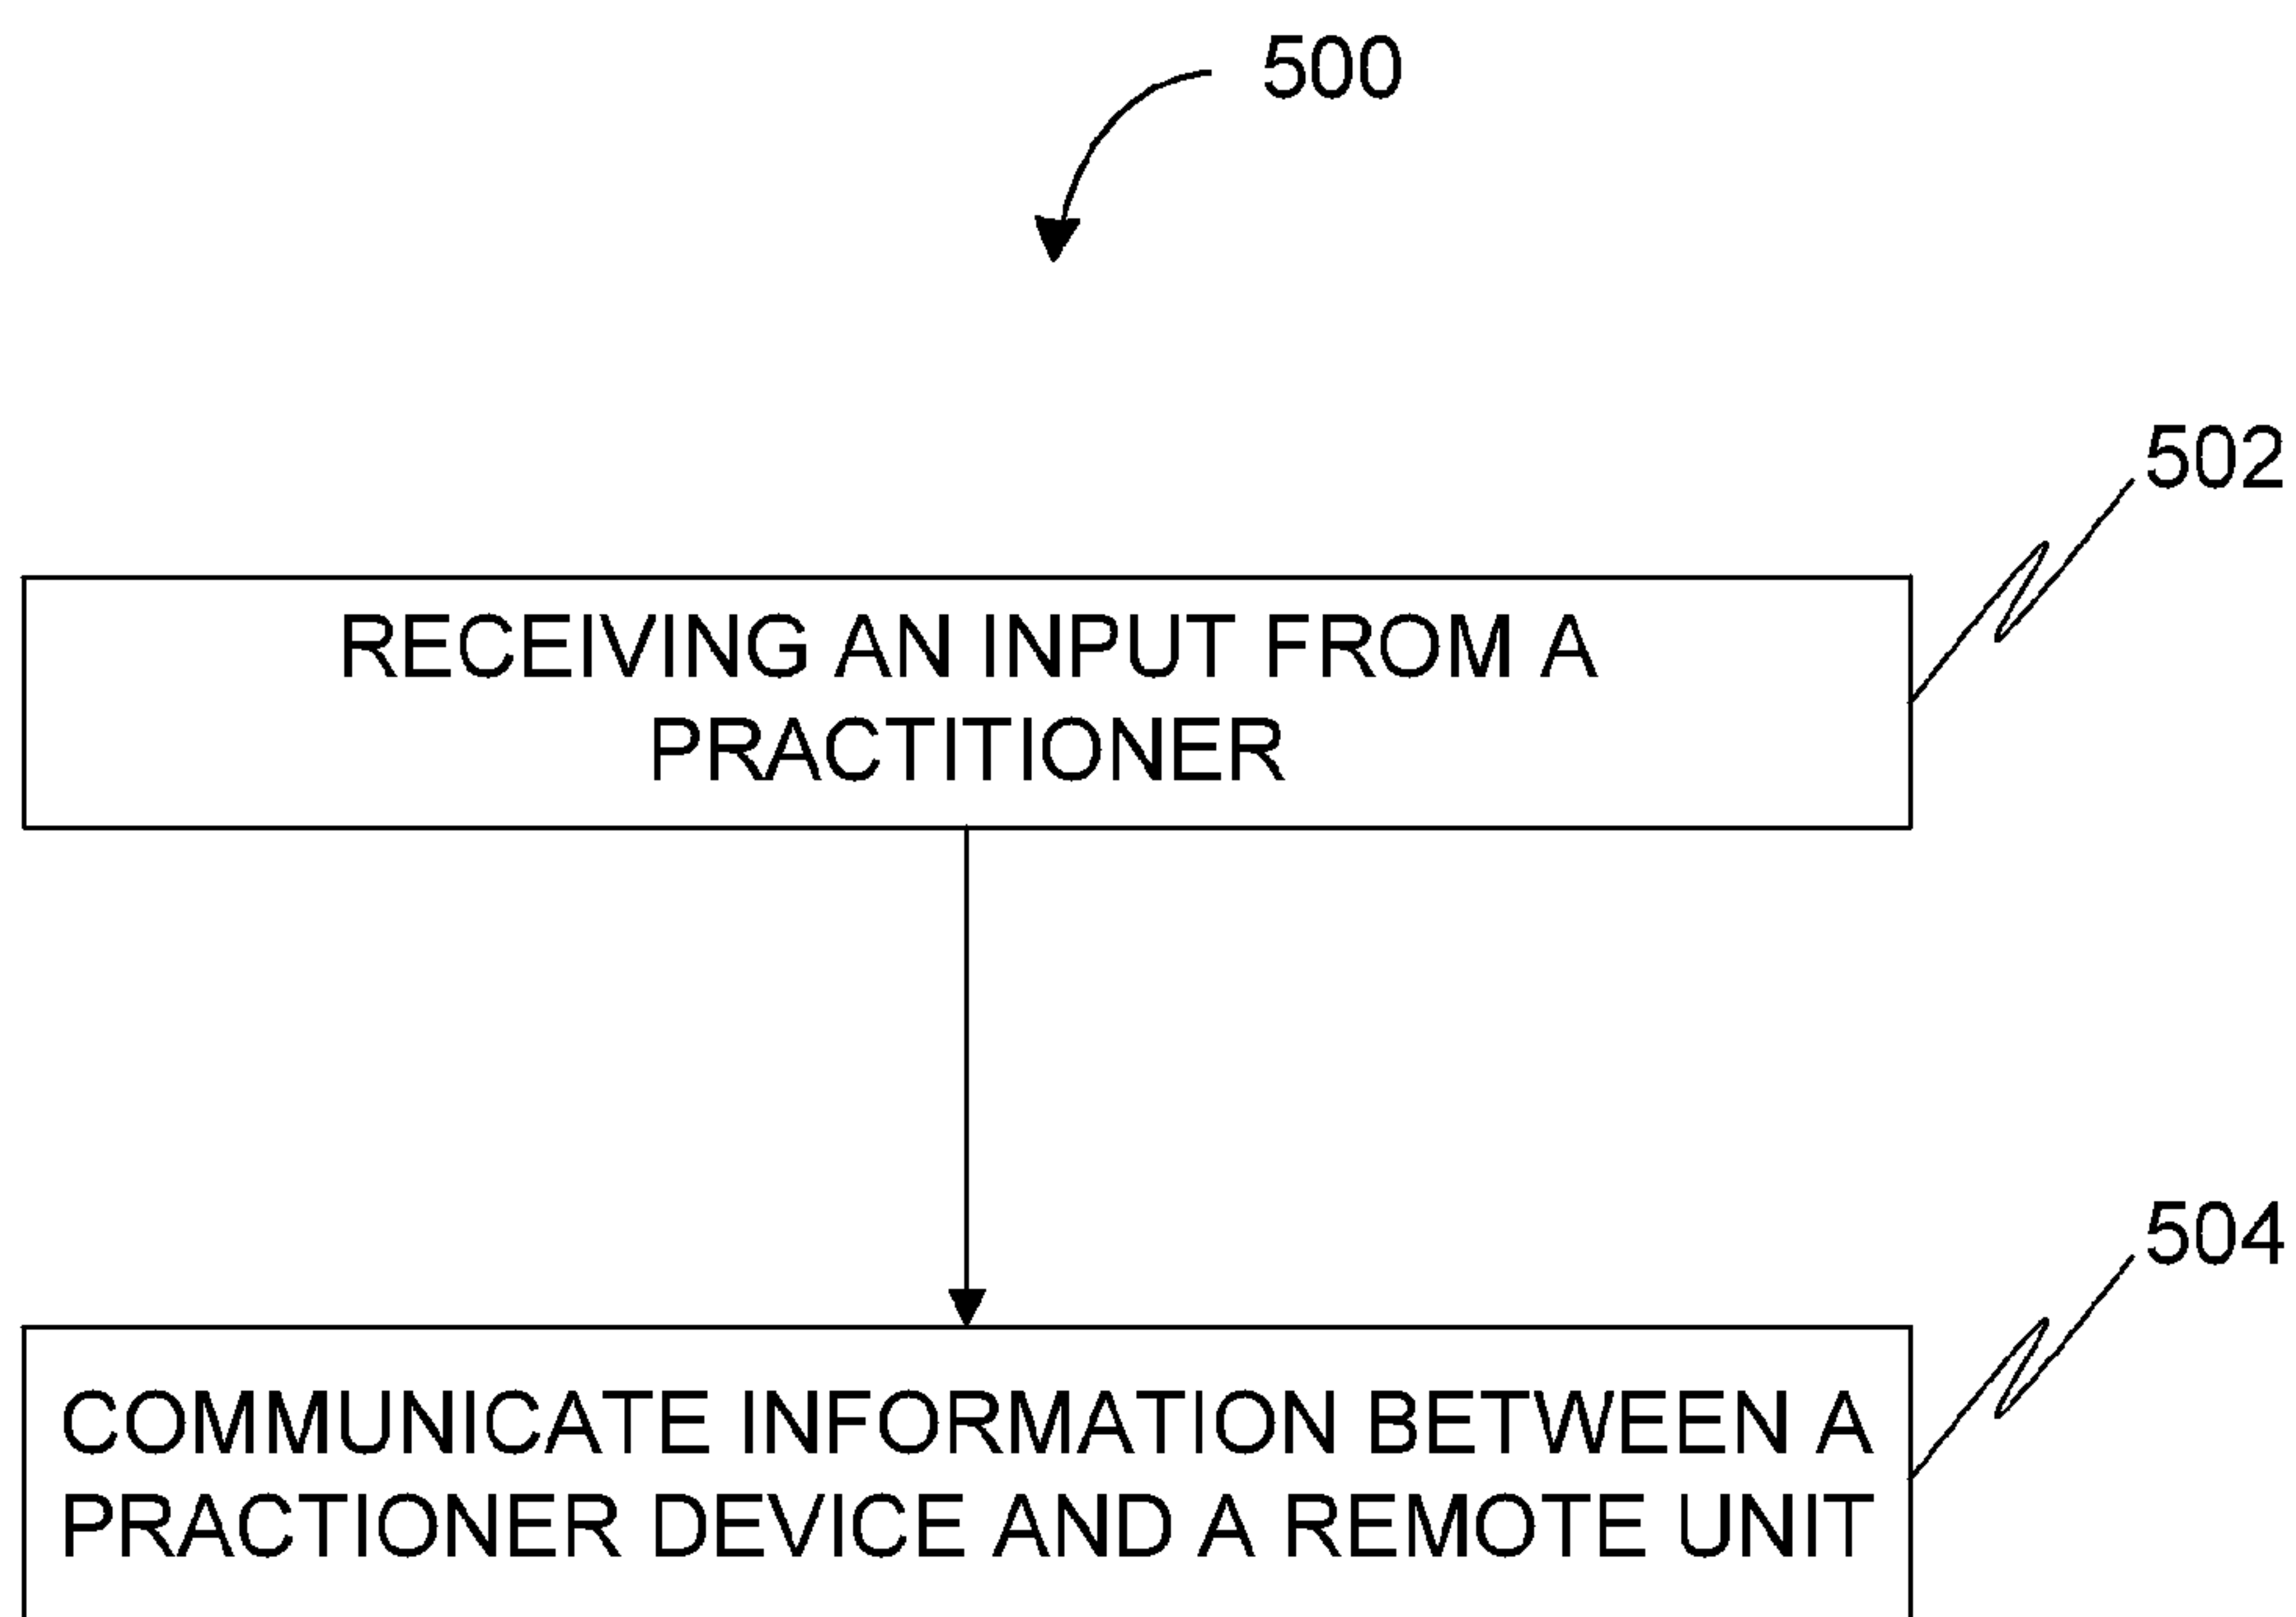 500
502
RECEIVING AN INPUT FROM A
PRACTITIONER
504
COMMUNICATE INFORMATION BETWEEN A
PRACTIONER DEVICE AND A REMOTE UNIT